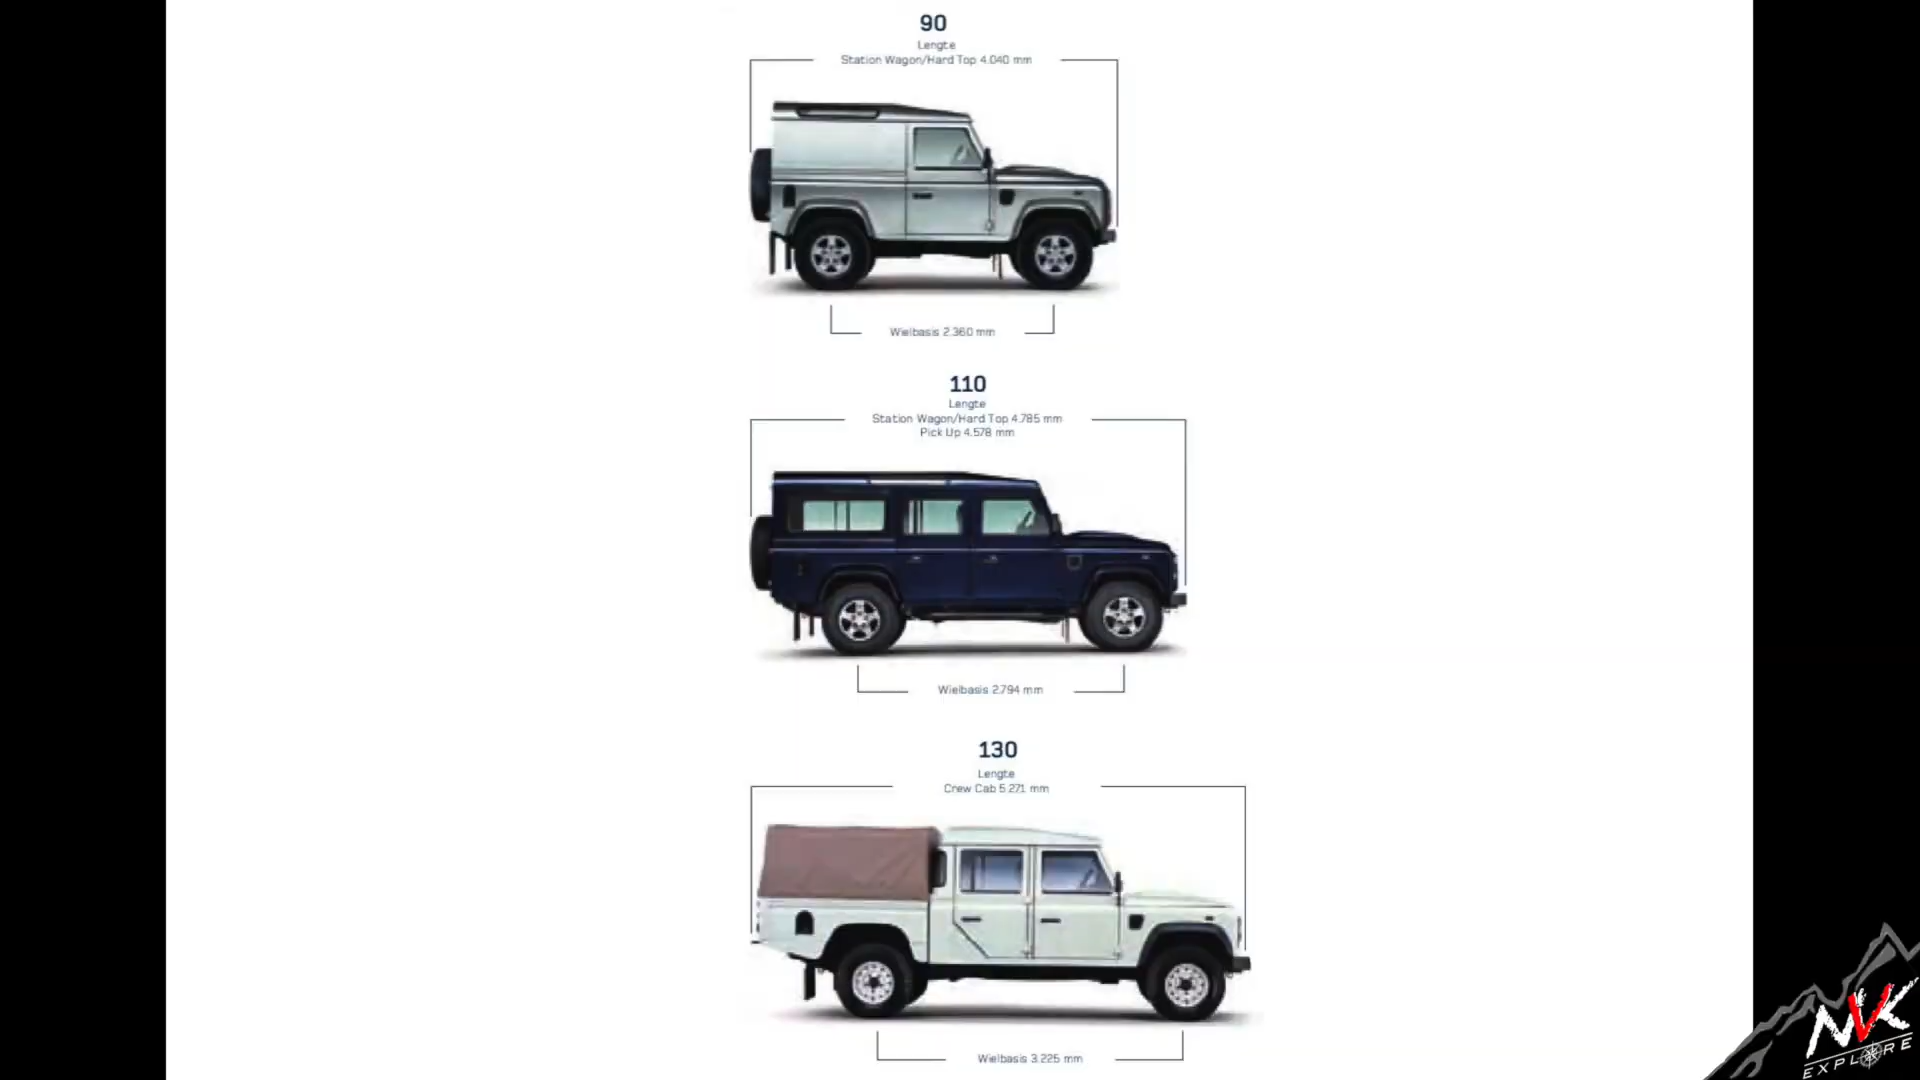 90
Lengte
Station Wagon/Hard Top 4.040 mm
Wielbasis 2.360 mm
110
Lengte
Station Wagon/Hard Top 4.785 mm
Pick Up 4.578 mm
Wielbasis 2.794 mm
130
Lengte
Crew Cab 5.271 mm
Wielbasis 3.225 mm
NVK
EXPLORE